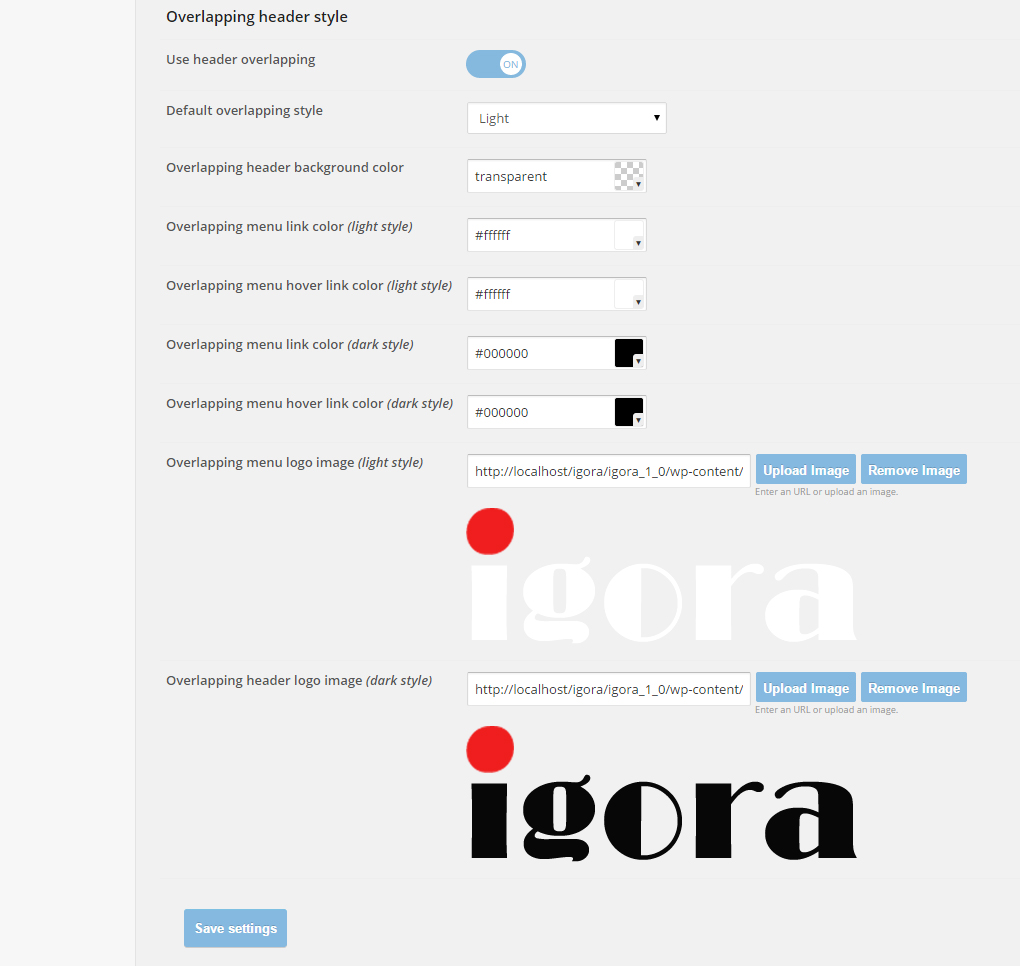 Overlapping header style
Use header overlapping
ON
Default overlapping style
Light
Overlapping header background color
transparent
Overlapping menu link color (light style)
#ffffff
Overlapping menu hover link color (light style)
#ffffff
Overlapping menu link color (dark style)
#000000
Overlapping menu hover link color (dark style)
#000000
Overlapping menu logo image (light style)
http://localhost/igora/igora_1_0/wp-content/
Upload Image
Remove Image
Enter an URL or upload an image.
igora
Overlapping header logo image (dark style)
http://localhost/igora/igora_1_0/wp-content/
Upload Image
Remove Image
Enter an URL or upload an image.
igora
Save settings